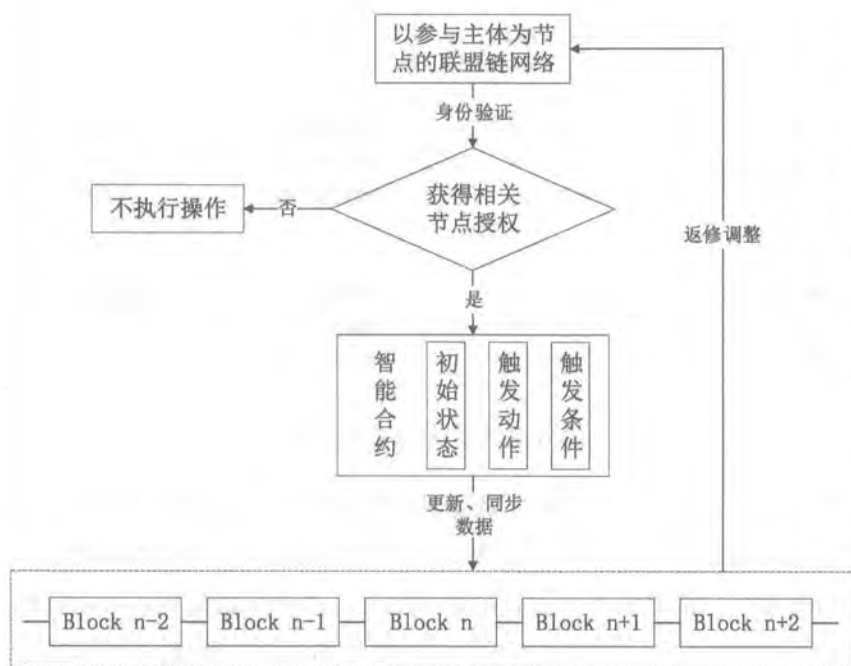 以参与主体为节
点的联盟链网络
身份验证
获得相关
节点授权
不执行操作
否
返修调整
是
智能合约
初始状态
触发动作
触发条件
更新、同步
数据
Block n-2
Block n-1
Block n
Block n+1
Block n+2